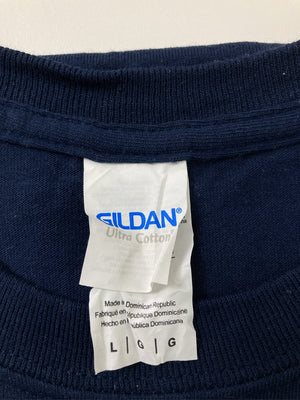 GILDAN®
Ultra Cotton®
Made in Dominican Republic
Fabriqué en République Dominicaine
Hecho en República Dominicana
L | G | G